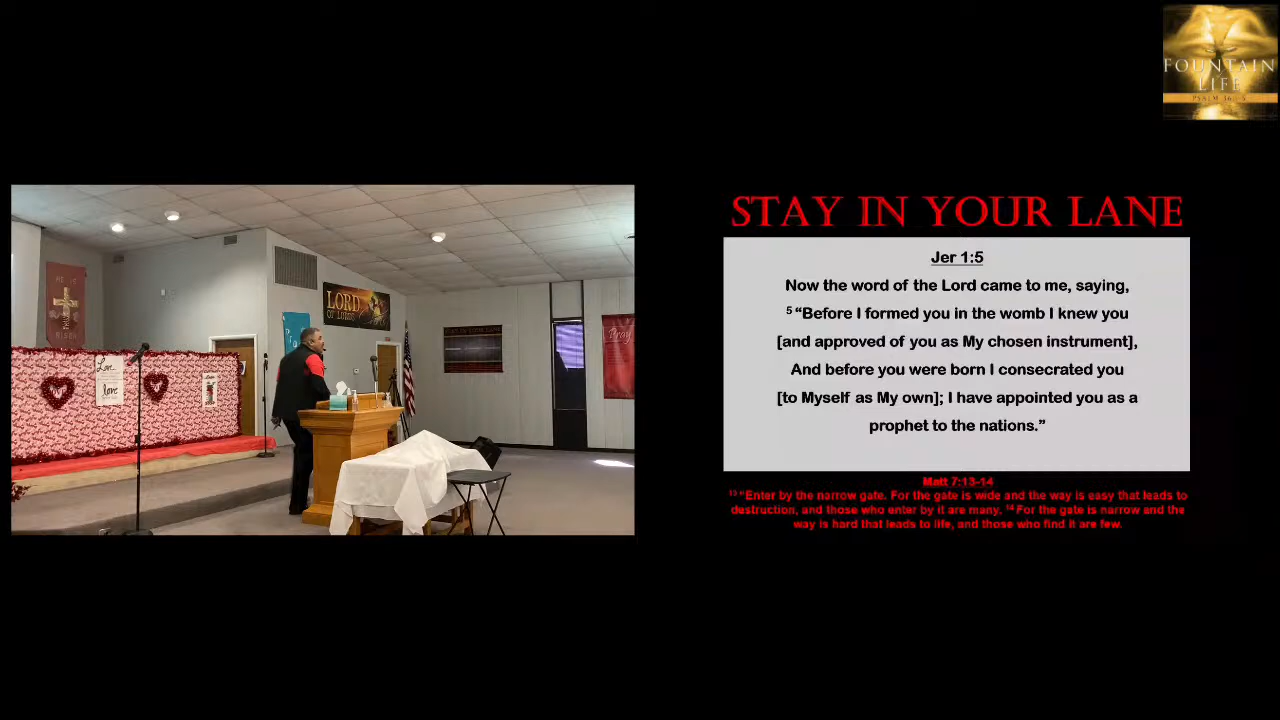 FOUNTAIN
LIFE
STAY IN YOUR LANE
Jer 1:5
Now the word of the Lord came to me, saying,
5 “Before I formed you in the womb I knew you
[and approved of you as My chosen instrument],
And before you were born I consecrated you
[to Myself as My own]; I have appointed you as a
prophet to the nations.”
Matt 7:13-14
13 “Enter by the narrow gate. For the gate is wide and the way is easy that leads to
destruction, and those who enter by it are many. 14 For the gate is narrow and the
way is hard that leads to life, and those who find it are few.
HE IS
RISEN
Love
love
LORD
OF LORDS
Pray